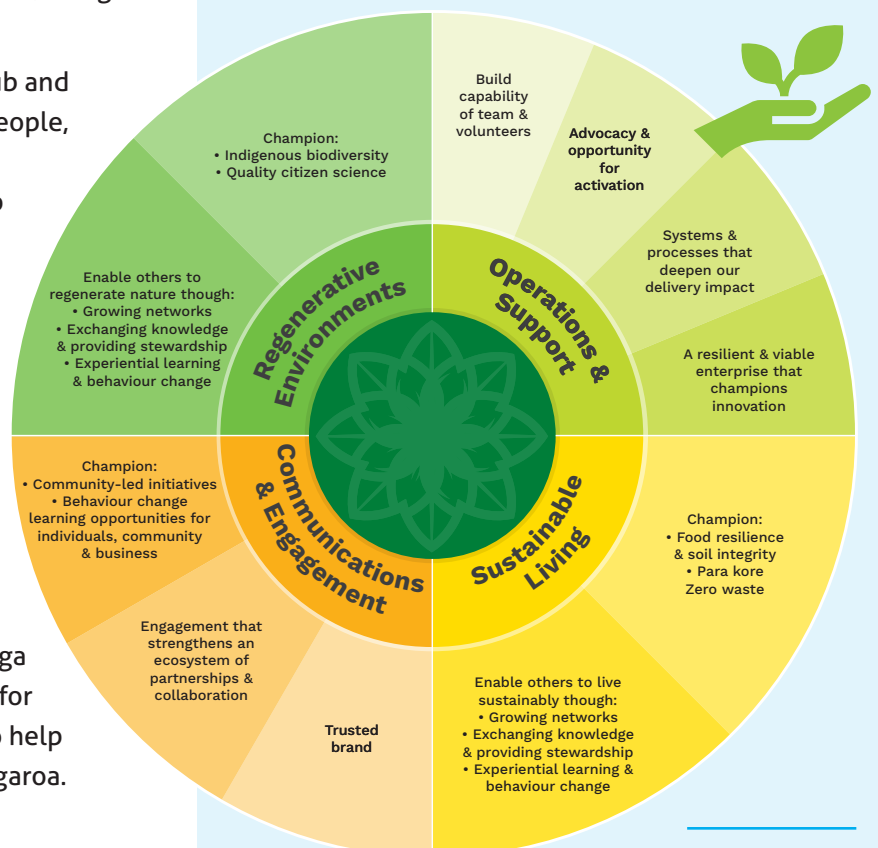 ub and
eople,
Build
capability
of team &
volunteers
Advocacy &
opportunity
for
activation
Systems &
processes that
deepen our
delivery impact
A resilient & viable
enterprise that
champions
innovation
Operations &
Support
Champion:
• Indigenous biodiversity
• Quality citizen science
Enable others to
regenerate nature though:
• Growing networks
• Exchanging knowledge
& providing stewardship
• Experiential learning
& behaviour change
Regenerative
Environments
Champion:
• Community-led initiatives
• Behaviour change
learning opportunities for
individuals, community
& business
Engagement that
strengthens an
ecosystem of
partnerships &
collaboration
Trusted
brand
Communications
& Engagement
Sustainable
Living
Champion:
• Food resilience
& soil integrity
• Para kore
Zero waste
Enable others to live
sustainably though:
• Growing networks
• Exchanging knowledge
& providing stewardship
• Experiential learning &
behaviour change
ga
for
help
garoa.